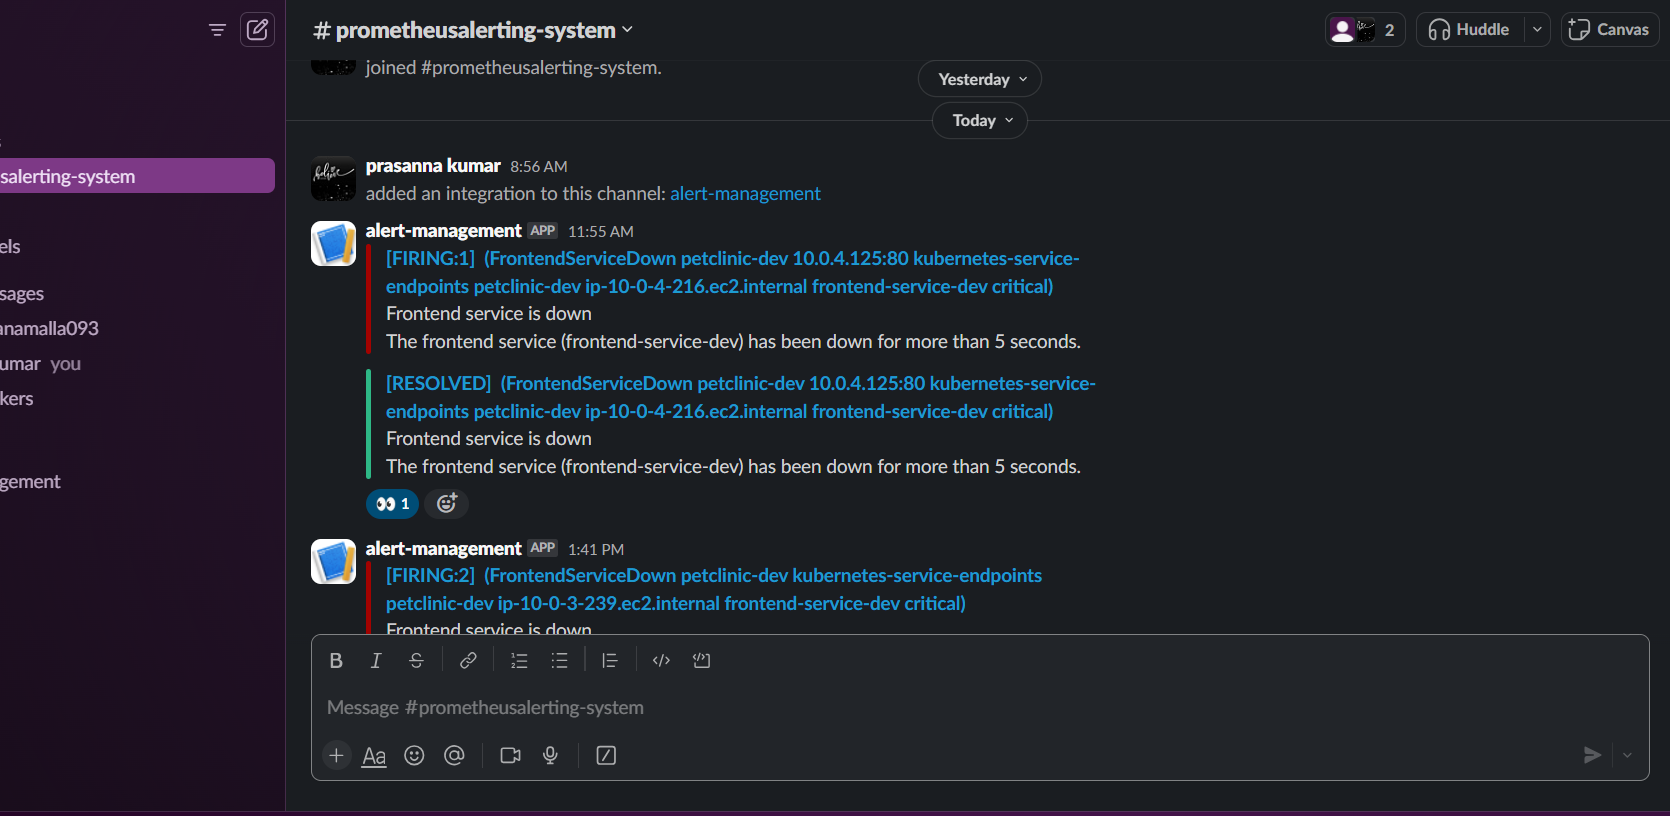 # prometheusalerting-system
2
Huddle
Canvas
joined #prometheusalerting-system.
Yesterday
Today
salerting-system
els
sages
anamalla093
umar you
kers
gement
prasanna kumar 8:56 AM
added an integration to this channel: alert-management
alert-management APP 11:55 AM
[FIRING:1] (FrontendServiceDown petclinic-dev 10.0.4.125:80 kubernetes-service-
endpoints petclinic-dev ip-10-0-4-216.ec2.internal frontend-service-dev critical)
Frontend service is down
The frontend service (frontend-service-dev) has been down for more than 5 seconds.
[RESOLVED] (FrontendServiceDown petclinic-dev 10.0.4.125:80 kubernetes-service-
endpoints petclinic-dev ip-10-0-4-216.ec2.internal frontend-service-dev critical)
Frontend service is down
The frontend service (frontend-service-dev) has been down for more than 5 seconds.
1
alert-management APP 1:41 PM
[FIRING:2] (FrontendServiceDown petclinic-dev kubernetes-service-endpoints
petclinic-dev ip-10-0-3-239.ec2.internal frontend-service-dev critical)
Frontend service is down
Message #prometheusalerting-system
Aa